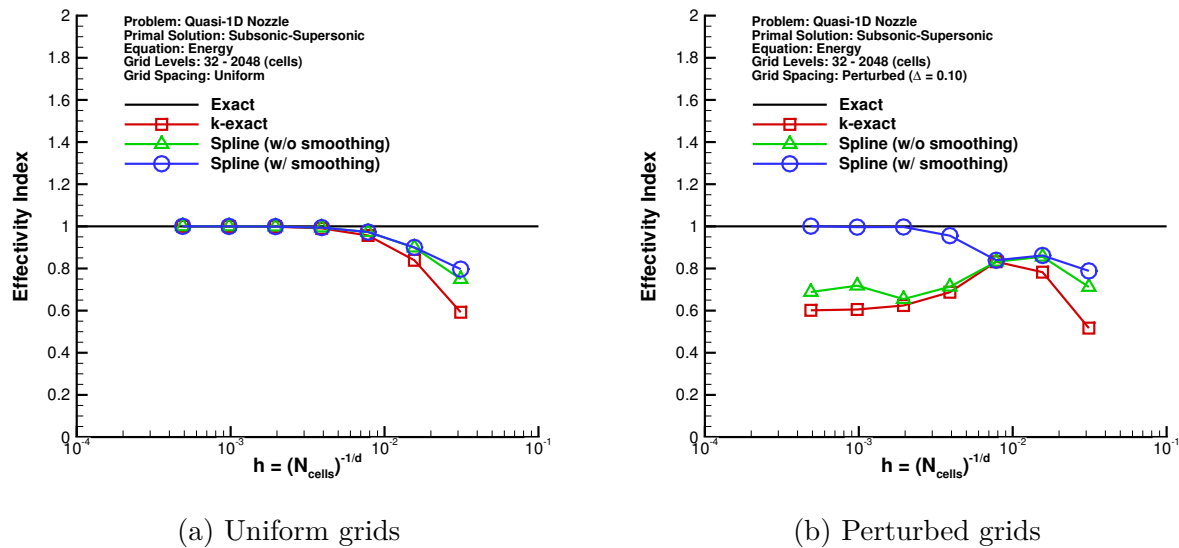 Problem: Quasi-1D Nozzle
Primal Solution: Subsonic-Supersonic
Equation: Energy
Grid Levels: 32 - 2048 (cells)
Grid Spacing: Uniform
Exact
k-exact
Spline (w/o smoothing)
Spline (w/ smoothing)
Effectivity Index
2
1.8
1.6
1.4
1.2
1
0.8
0.6
0.4
0.2
0
10^-4
10^-3
10^-2
10^-1
h = (N_cells)^-1/d
(a) Uniform grids
Problem: Quasi-1D Nozzle
Primal Solution: Subsonic-Supersonic
Equation: Energy
Grid Levels: 32 - 2048 (cells)
Grid Spacing: Perturbed (Δ = 0.10)
Exact
k-exact
Spline (w/o smoothing)
Spline (w/ smoothing)
Effectivity Index
2
1.8
1.6
1.4
1.2
1
0.8
0.6
0.4
0.2
0
10^-4
10^-3
10^-2
10^-1
h = (N_cells)^-1/d
(b) Perturbed grids